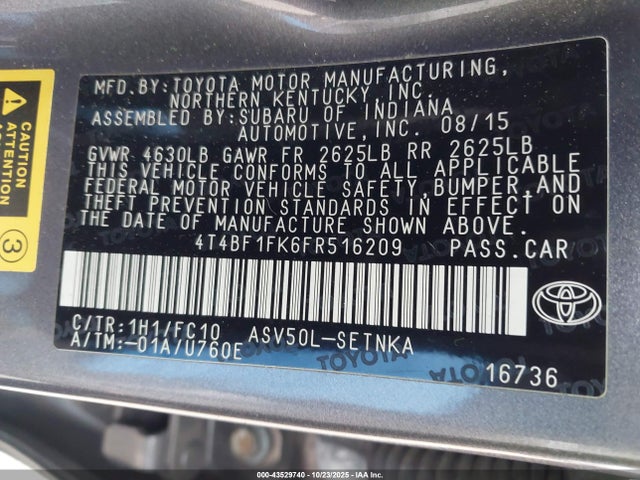 MFD.BY:TOYOTA MOTOR MANUFACTURING,
NORTHERN KENTUCKY,INC.
ASSEMBLED BY:SUBARU OF INDIANA
AUTOMOTIVE,INC. 08/15
GVWR 4630LB GAWR FR 2625LB RR 2625LB
THIS VEHICLE CONFORMS TO ALL APPLICABLE
FEDERAL MOTOR VEHICLE SAFETY,BUMPER,AND
THEFT PREVENTION STANDARDS IN EFFECT ON
THE DATE OF MANUFACTURE SHOWN ABOVE.
4T4BF1FK6FR516209 PASS.CAR
3
C/TR:1H1/FC10 ASV50L-SETNKA
A/TM:-01A/U760E
16736
000-43529740 | 10/23/2025 | IAA Inc.